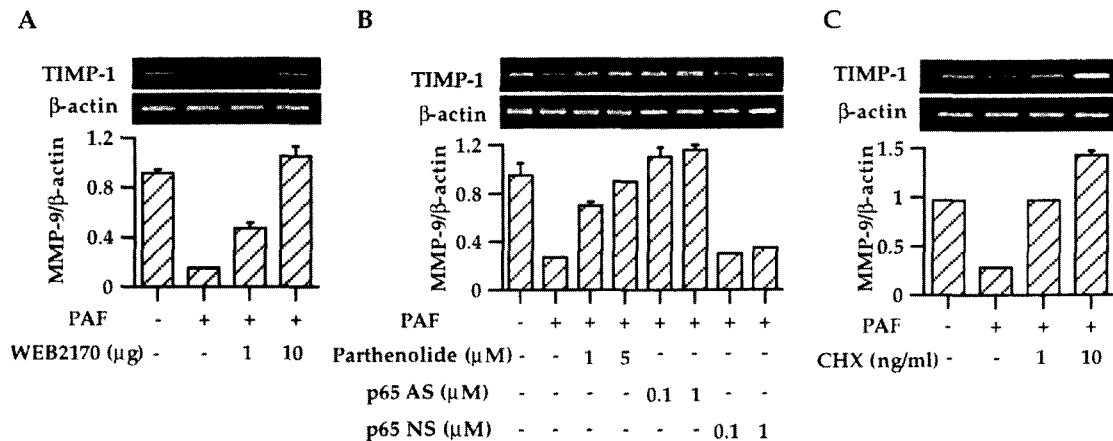 A
TIMP-1
β-actin
MMP-9/β-actin
1.2
0.8
0.4
0
PAF - + + +
WEB2170 (μg) - - 1 10
B
TIMP-1
β-actin
MMP-9/β-actin
1.2
0.8
0.4
0
PAF - + + + + + + +
Parthenolide (μM) - - 1 5 - - - -
p65 AS (μM) - - - - 0.1 1 - -
p65 NS (μM) - - - - - - 0.1 1
C
TIMP-1
β-actin
MMP-9/β-actin
1.5
1
0.5
0
PAF - + + +
CHX (ng/ml) - - 1 10